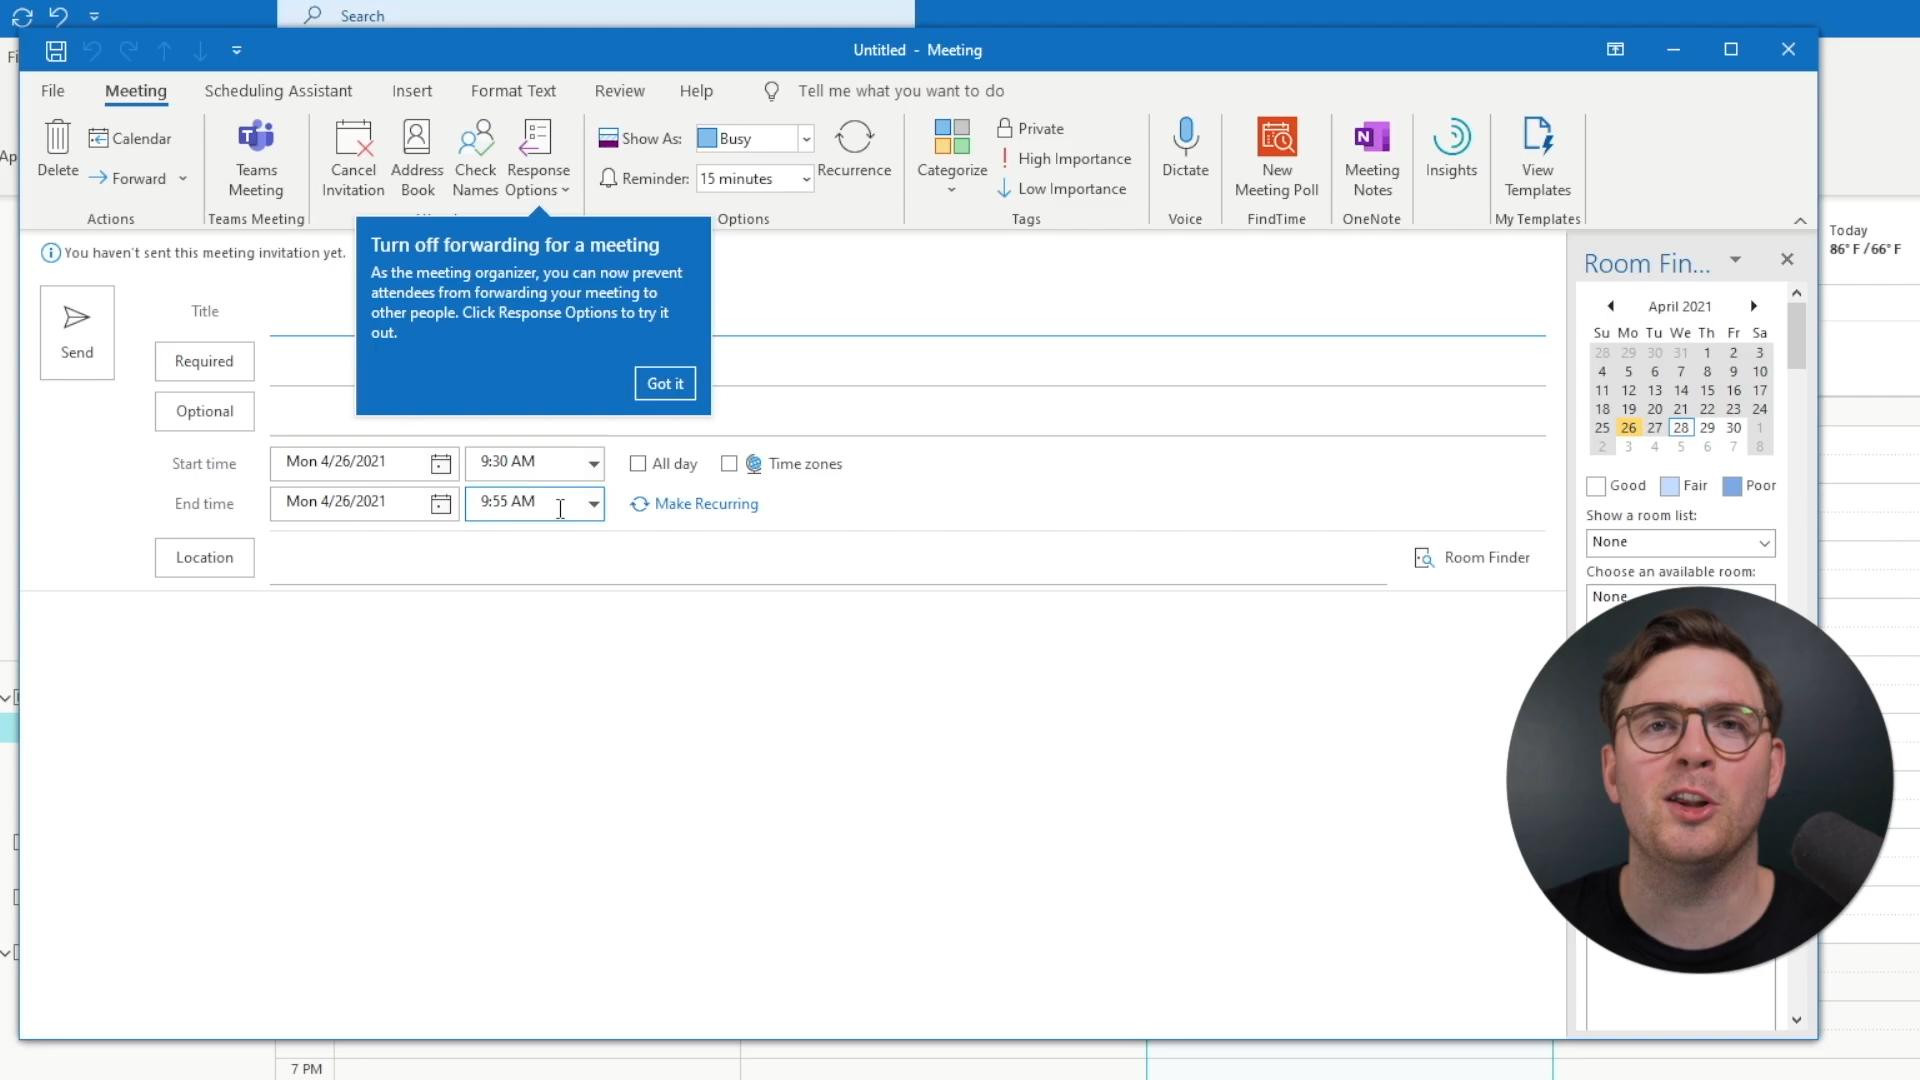 Search
Untitled - Meeting
File
Meeting
Scheduling Assistant
Insert
Format Text
Review
Help
Tell me what you want to do
Delete
Calendar
Forward
Actions
Teams
Meeting
Teams Meeting
Cancel
Invitation
Address
Book
Check
Names
Response
Options
Show As:
Busy
Reminder:
15 minutes
Recurrence
Options
Categorize
Private
High Importance
Low Importance
Tags
Dictate
Voice
New
Meeting Poll
FindTime
Meeting
Notes
OneNote
Insights
View
Templates
My Templates
Today
86° F / 66° F
You haven't sent this meeting invitation yet.
Turn off forwarding for a meeting
As the meeting organizer, you can now prevent
attendees from forwarding your meeting to
other people. Click Response Options to try it
out.
Got it
Send
Title
Required
Optional
Start time
Mon 4/26/2021
9:30 AM
All day
Time zones
End time
Mon 4/26/2021
9:55 AM
Make Recurring
Location
Room Finder
Room Fin...
April 2021
Su Mo Tu We Th Fr Sa
28 29 30 31 1 2 3
4 5 6 7 8 9 10
11 12 13 14 15 16 17
18 19 20 21 22 23 24
25 26 27 28 29 30 1
2 3 4 5 6 7 8
Good
Fair
Poor
Show a room list:
None
Choose an available room:
None
7 PM